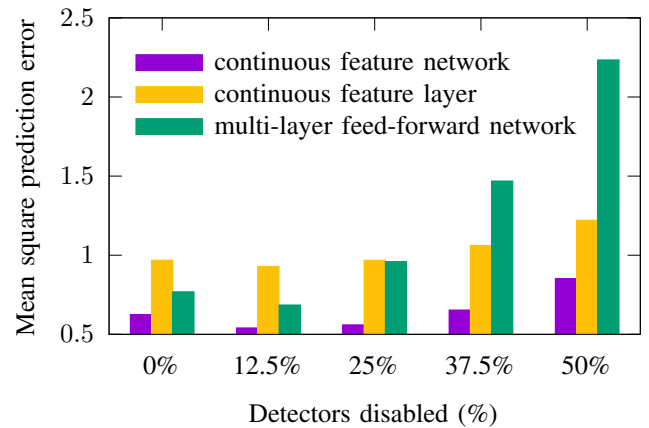 2.5
2
1.5
1
0.5
Mean square prediction error
continuous feature network
continuous feature layer
multi-layer feed-forward network
0% 12.5% 25% 37.5% 50%
Detectors disabled (%)